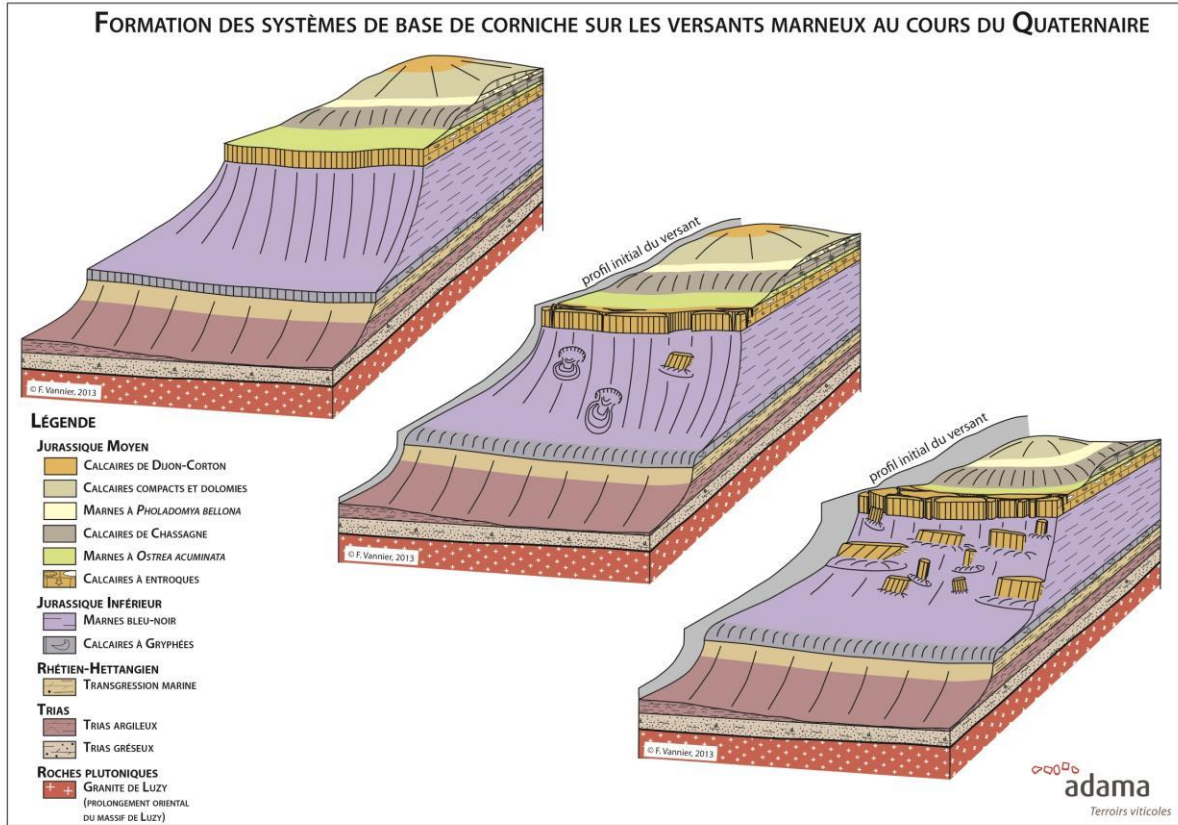 FORMATION DES SYSTÈMES DE BASE DE CORNICHE SUR LES VERSANTS MARNEUX AU COURS DU QUATERNAIRE
© F. Vannier, 2013
profil initial du versant
© F. Vannier, 2013
profil initial du versant
© F. Vannier, 2013
LÉGENDE
JURASSIQUE MOYEN
CALCAIRES DE DIJON-CORTON
CALCAIRES COMPACTS ET DOLOMIES
MARNES À PHOLADOMYA BELLONA
CALCAIRES DE CHASSAGNE
MARNES À OSTREA ACUMINATA
CALCAIRES À ENTROQUES
JURASSIQUE INFÉRIEUR
MARNES BLEU-NOIR
CALCAIRES À GRYPHÉES
RHÉTIEN-HETTANGIEN
TRANSGRESSION MARINE
TRIAS
TRIAS ARGILEUX
TRIAS GRÉSEUX
ROCHES PLUTONIQUES
GRANITE DE LUZY
(PROLONGEMENT ORIENTAL
DU MASSIF DE LUZY)
adama
Terroirs viticoles